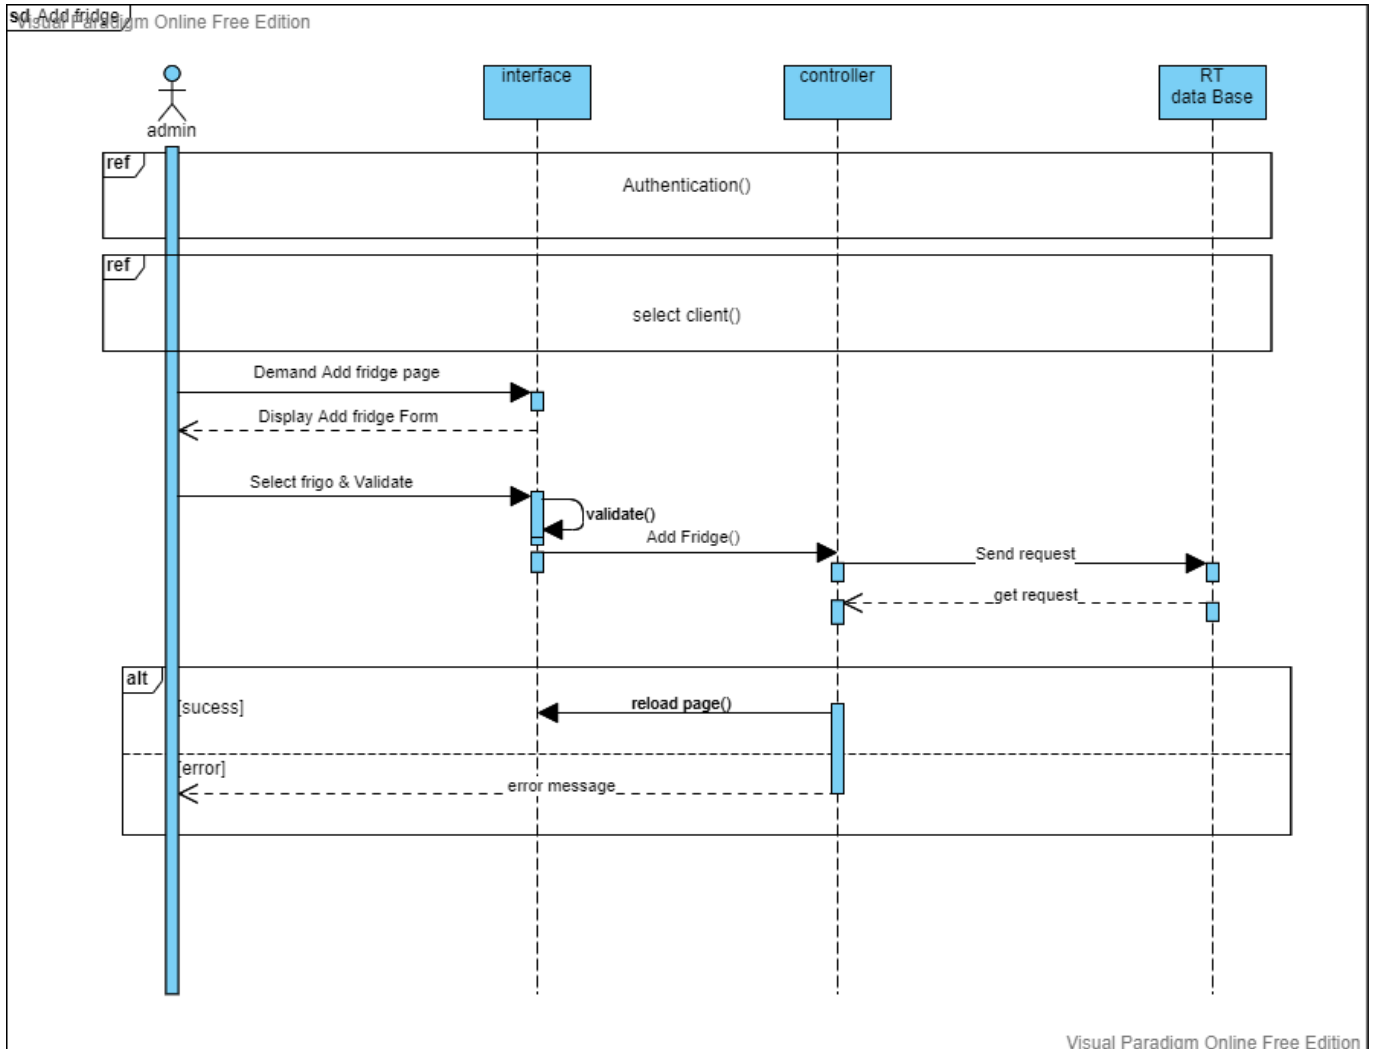 sd Add fridge
Visual Paradigm Online Free Edition
interface
controller
RT
data Base
admin
ref
Authentication()
ref
select client()
Demand Add fridge page
Display Add fridge Form
Select frigo & Validate
validate()
Add Fridge()
Send request
get request
alt
[sucess]
reload page()
[error]
error message
Visual Paradigm Online Free Edition